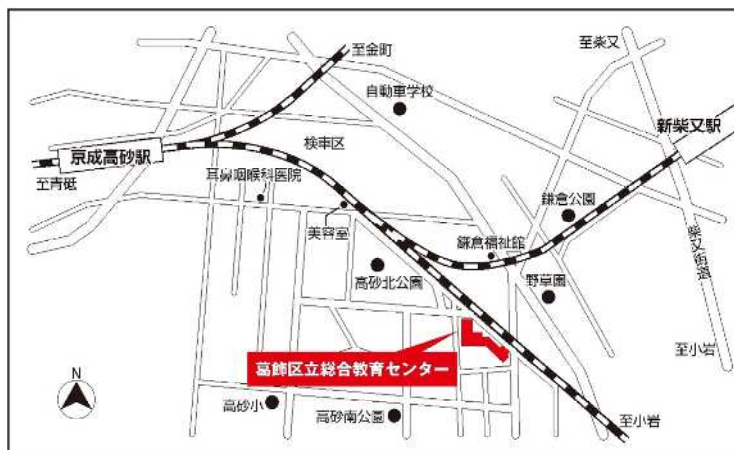 至金町
至柴又
自動車学校
新柴又駅
京成高砂駅
検車区
至青砥
耳鼻咽喉科医院
鎌倉公園
美容室
鎌倉福祉館
柴又街道
高砂北公園
野草園
至小岩
葛飾区立総合教育センター
N
高砂小
高砂南公園
至小岩